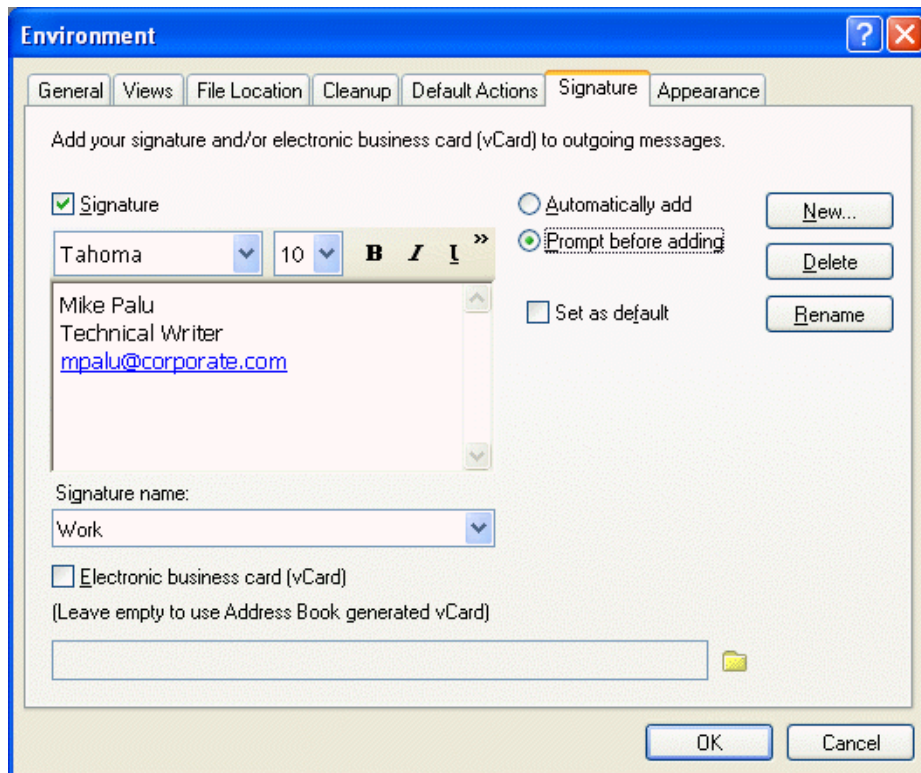 Environment
General Views File Location Cleanup Default Actions Signature Appearance
Add your signature and/or electronic business card (vCard) to outgoing messages.
Signature
Automatically add
New...
Tahoma 10 B I U
Prompt before adding
Delete
Mike Palu
Technical Writer
mpalu@corporate.com
Set as default
Rename
Signature name:
Work
Electronic business card (vCard)
(Leave empty to use Address Book generated vCard)
OK Cancel